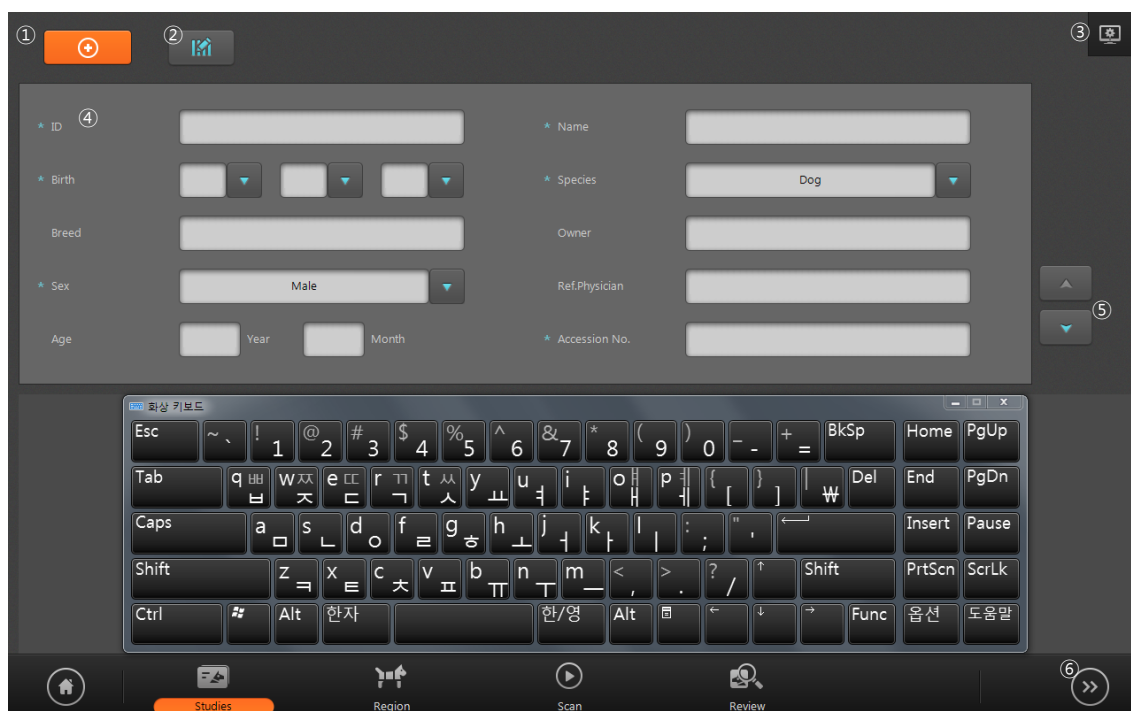 ① ② ③
* ID ④ * Name
* Birth * Species Dog
Breed Owner
* Sex Male Ref.Physician
Age Year Month * Accession No.
⑤
화상 키보드
Esc ~ ` ! 1 @ 2 # 3 $ 4 % 5 ^ 6 & 7 * 8 ( 9 ) 0 _ - + = BkSp Home PgUp
Tab q ㅃ ㅂ w ㅉ ㅈ e ㄸ ㄷ r ㄲ ㄱ t ㅆ ㅅ y ㅛ u ㅕ i ㅑ o ㅒ ㅐ p ㅖ ㅔ { [ } ] | ₩ Del End PgDn
Caps a ㅁ s ㄴ d ㅇ f ㄹ g ㅎ h ㅗ j ㅓ k ㅏ l ㅣ : ; " ' Insert Pause
Shift z ㅋ x ㅌ c ㅊ v ㅍ b ㅠ n ㅜ m ㅡ < , > . ? / ↑ Shift PrtScn ScrLk
Ctrl Alt 한자 한/영 Alt ← ↓ → Func 옵션 도움말
⑥
Studies Region Scan Review